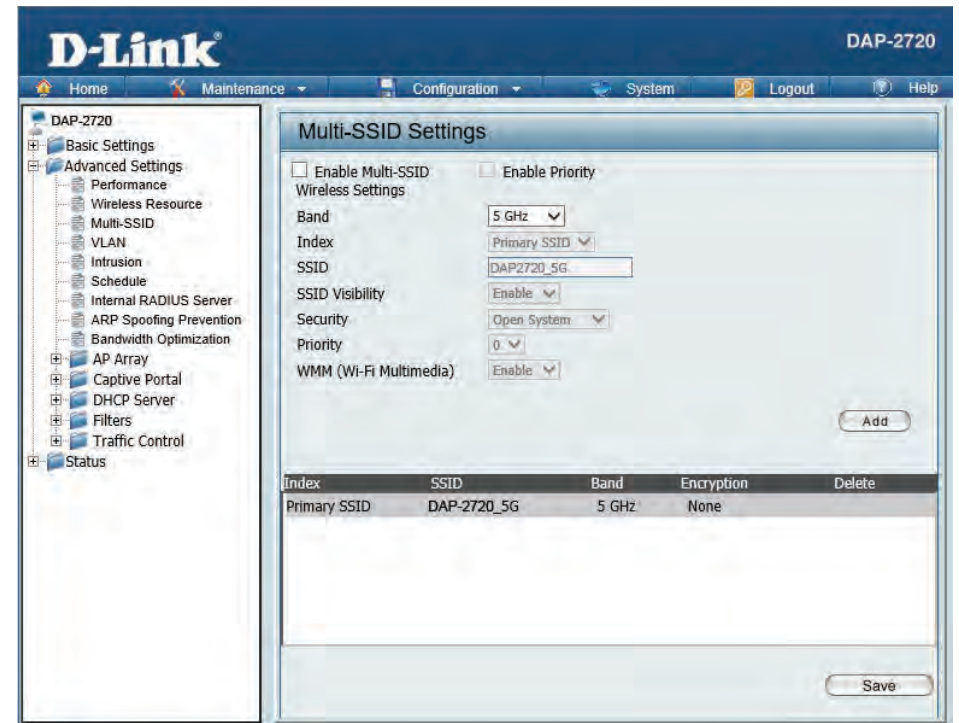 D-Link
DAP-2720
Home Maintenance Configuration System Logout Help
DAP-2720
Basic Settings
Advanced Settings
Performance
Wireless Resource
Multi-SSID
VLAN
Intrusion
Schedule
Internal RADIUS Server
ARP Spoofing Prevention
Bandwidth Optimization
AP Array
Captive Portal
DHCP Server
Filters
Traffic Control
Status
Multi-SSID Settings
Enable Multi-SSID Enable Priority
Wireless Settings
Band 5 GHz
Index Primary SSID
SSID DAP2720_5G
SSID Visibility Enable
Security Open System
Priority 0
WMM (Wi-Fi Multimedia) Enable
Add
Index SSID Band Encryption Delete
Primary SSID DAP-2720_5G 5 GHz None
Save